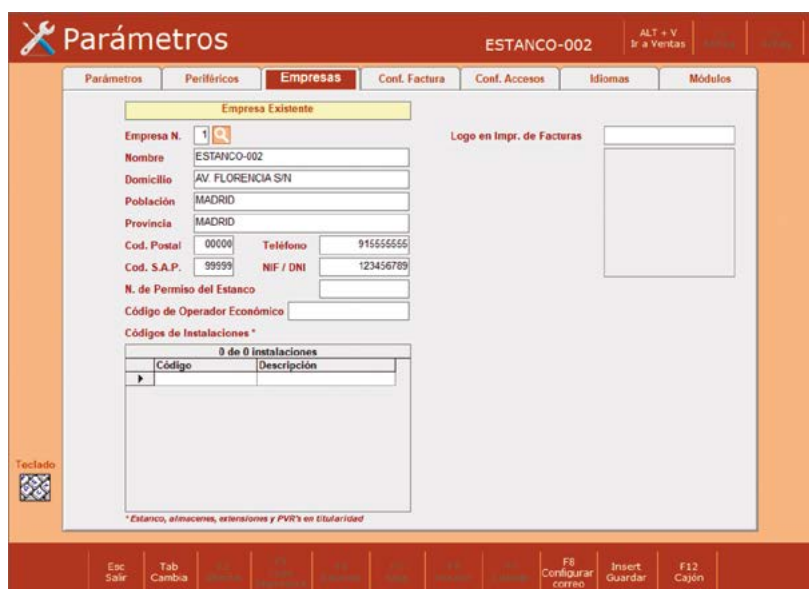 Parámetros
ESTANCO-002
ALT + V
Ir a Ventas
Parámetros Periféricos Empresas Conf. Factura Conf. Accesos Idiomas Módulos
Empresa Existente
Empresa N. 1
Logo en Impr. de Facturas
Nombre ESTANCO-002
Domicilio AV. FLORENCIA S/N
Población MADRID
Provincia MADRID
Cod. Postal 00000 Teléfono 915555555
Cod. S.A.P. 99999 NIF / DNI 123456789
N. de Permiso del Estanco
Código de Operador Económico
Códigos de Instalaciones *
0 de 0 instalaciones
Código Descripción
Teclado
* Estanco, almacenes, extensiones y PVR's en titularidad
Esc
Salir
Tab
Cambia
F8
Configurar
correo
Insert
Guardar
F12
Cajón